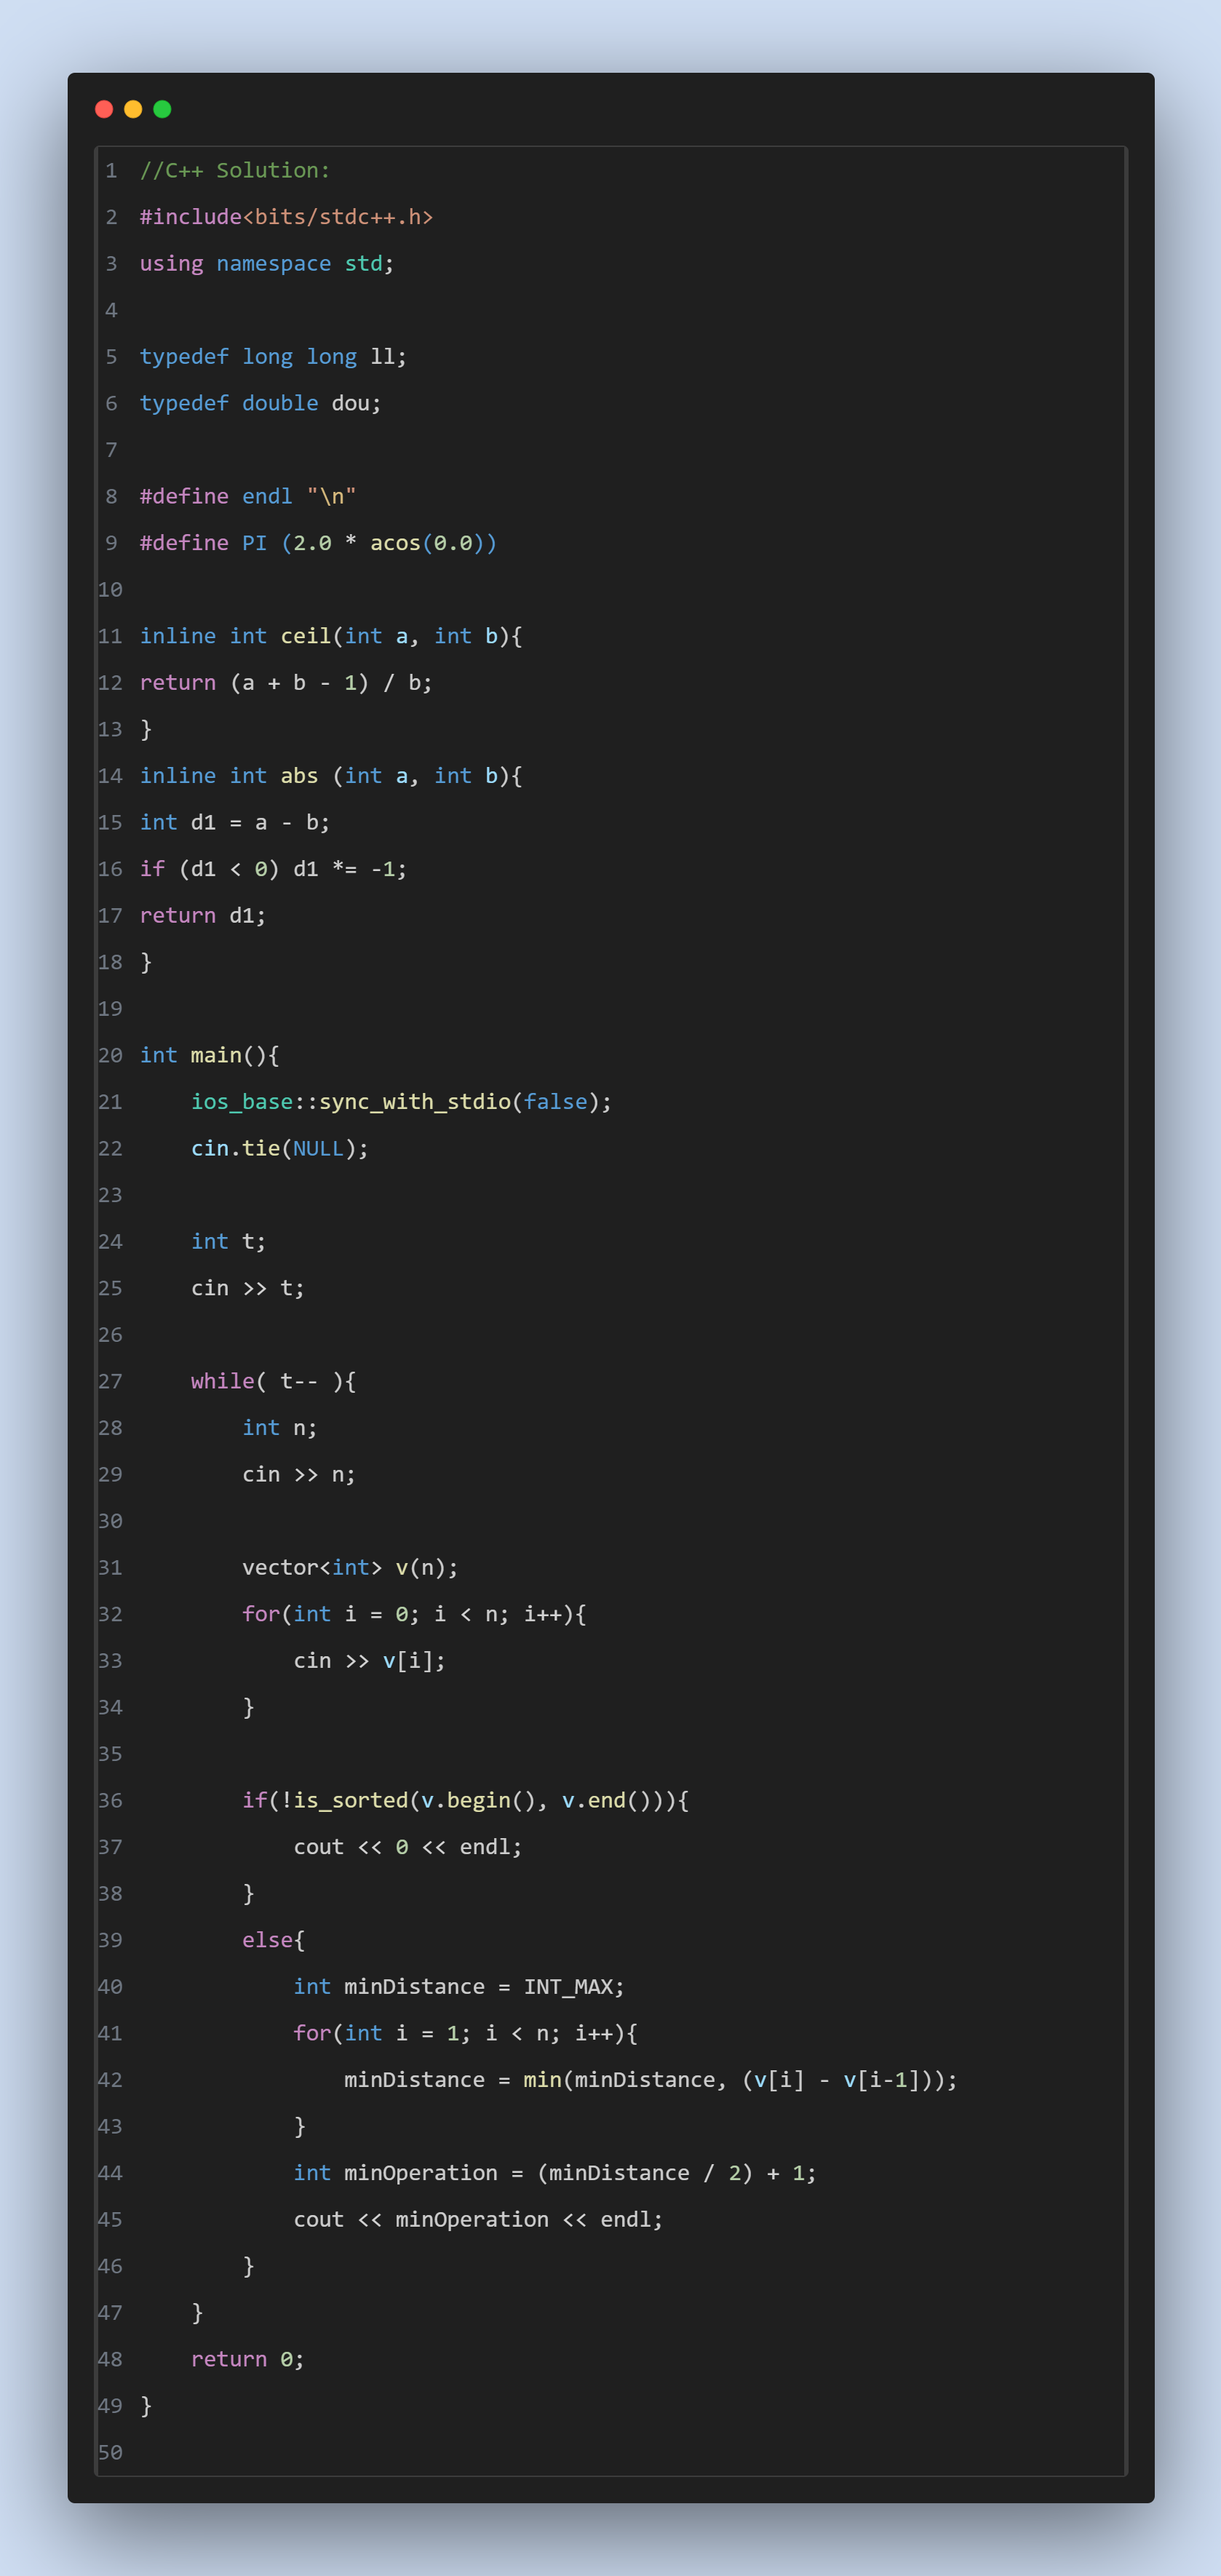 1 //C++ Solution:
2 #include<bits/stdc++.h>
3 using namespace std;
4
5 typedef long long ll;
6 typedef double dou;
7
8 #define endl "\n"
9 #define PI (2.0 * acos(0.0))
10
11 inline int ceil(int a, int b){
12 return (a + b - 1) / b;
13 }
14 inline int abs (int a, int b){
15 int d1 = a - b;
16 if (d1 < 0) d1 *= -1;
17 return d1;
18 }
19
20 int main(){
21     ios_base::sync_with_stdio(false);
22     cin.tie(NULL);
23
24     int t;
25     cin >> t;
26
27     while( t-- ){
28         int n;
29         cin >> n;
30
31         vector<int> v(n);
32         for(int i = 0; i < n; i++){
33             cin >> v[i];
34         }
35
36         if(!is_sorted(v.begin(), v.end())){
37             cout << 0 << endl;
38         }
39         else{
40             int minDistance = INT_MAX;
41             for(int i = 1; i < n; i++){
42                 minDistance = min(minDistance, (v[i] - v[i-1]));
43             }
44             int minOperation = (minDistance / 2) + 1;
45             cout << minOperation << endl;
46         }
47     }
48     return 0;
49 }
50